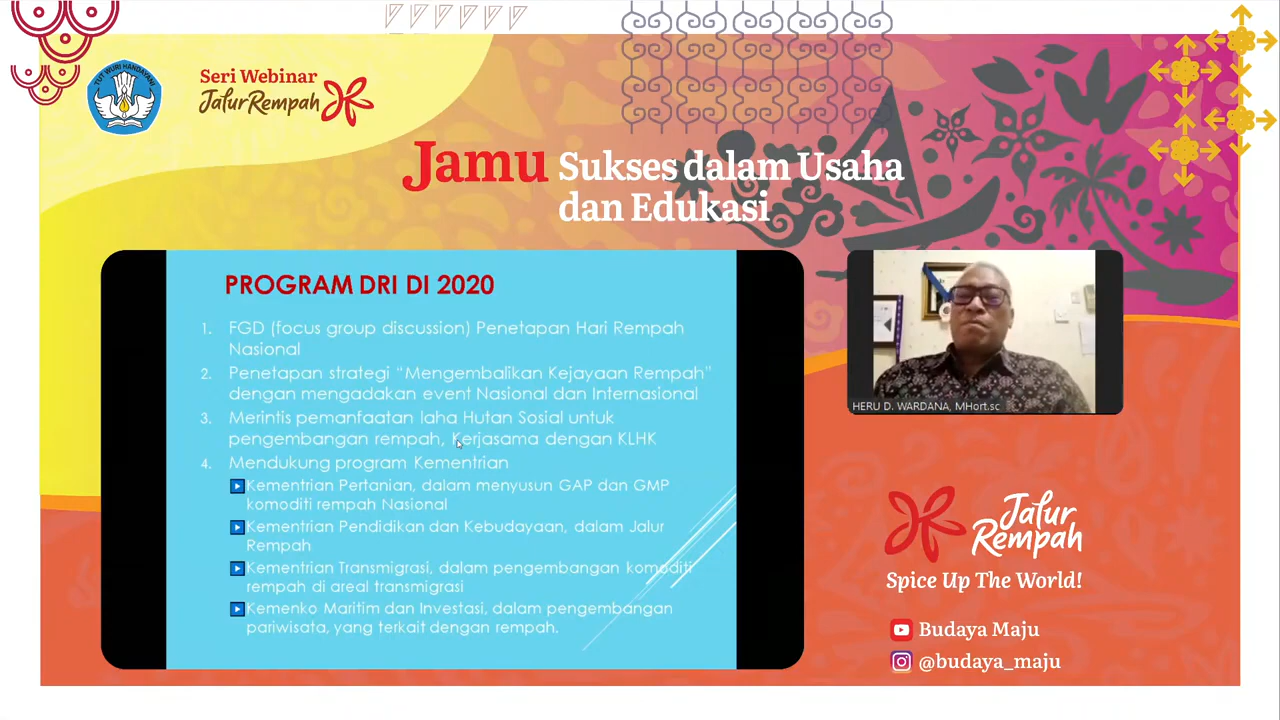 TUT WURI HANDAYANI
Seri Webinar
Jalur Rempah
Jamu Sukses dalam Usaha
dan Edukasi
PROGRAM DRI DI 2020
1. FGD (focus group discussion) Penetapan Hari Rempah
Nasional
2. Penetapan strategi “Mengembalikan Kejayaan Rempah”
dengan mengadakan event Nasional dan Internasional
3. Merintis pemanfaatan laha Hutan Sosial untuk
pengembangan rempah, Kerjasama dengan KLHK
4. Mendukung program Kementrian
Kementrian Pertanian, dalam menyusun GAP dan GMP
komoditi rempah Nasional
Kementrian Pendidikan dan Kebudayaan, dalam Jalur
Rempah
Kementrian Transmigrasi, dalam pengembangan komoditi
rempah di areal transmigrasi
Kemenko Maritim dan Investasi, dalam pengembangan
pariwisata, yang terkait dengan rempah.
HERU D. WARDANA, MHort.sc
Jalur
Rempah
Spice Up The World!
Budaya Maju
@budaya_maju